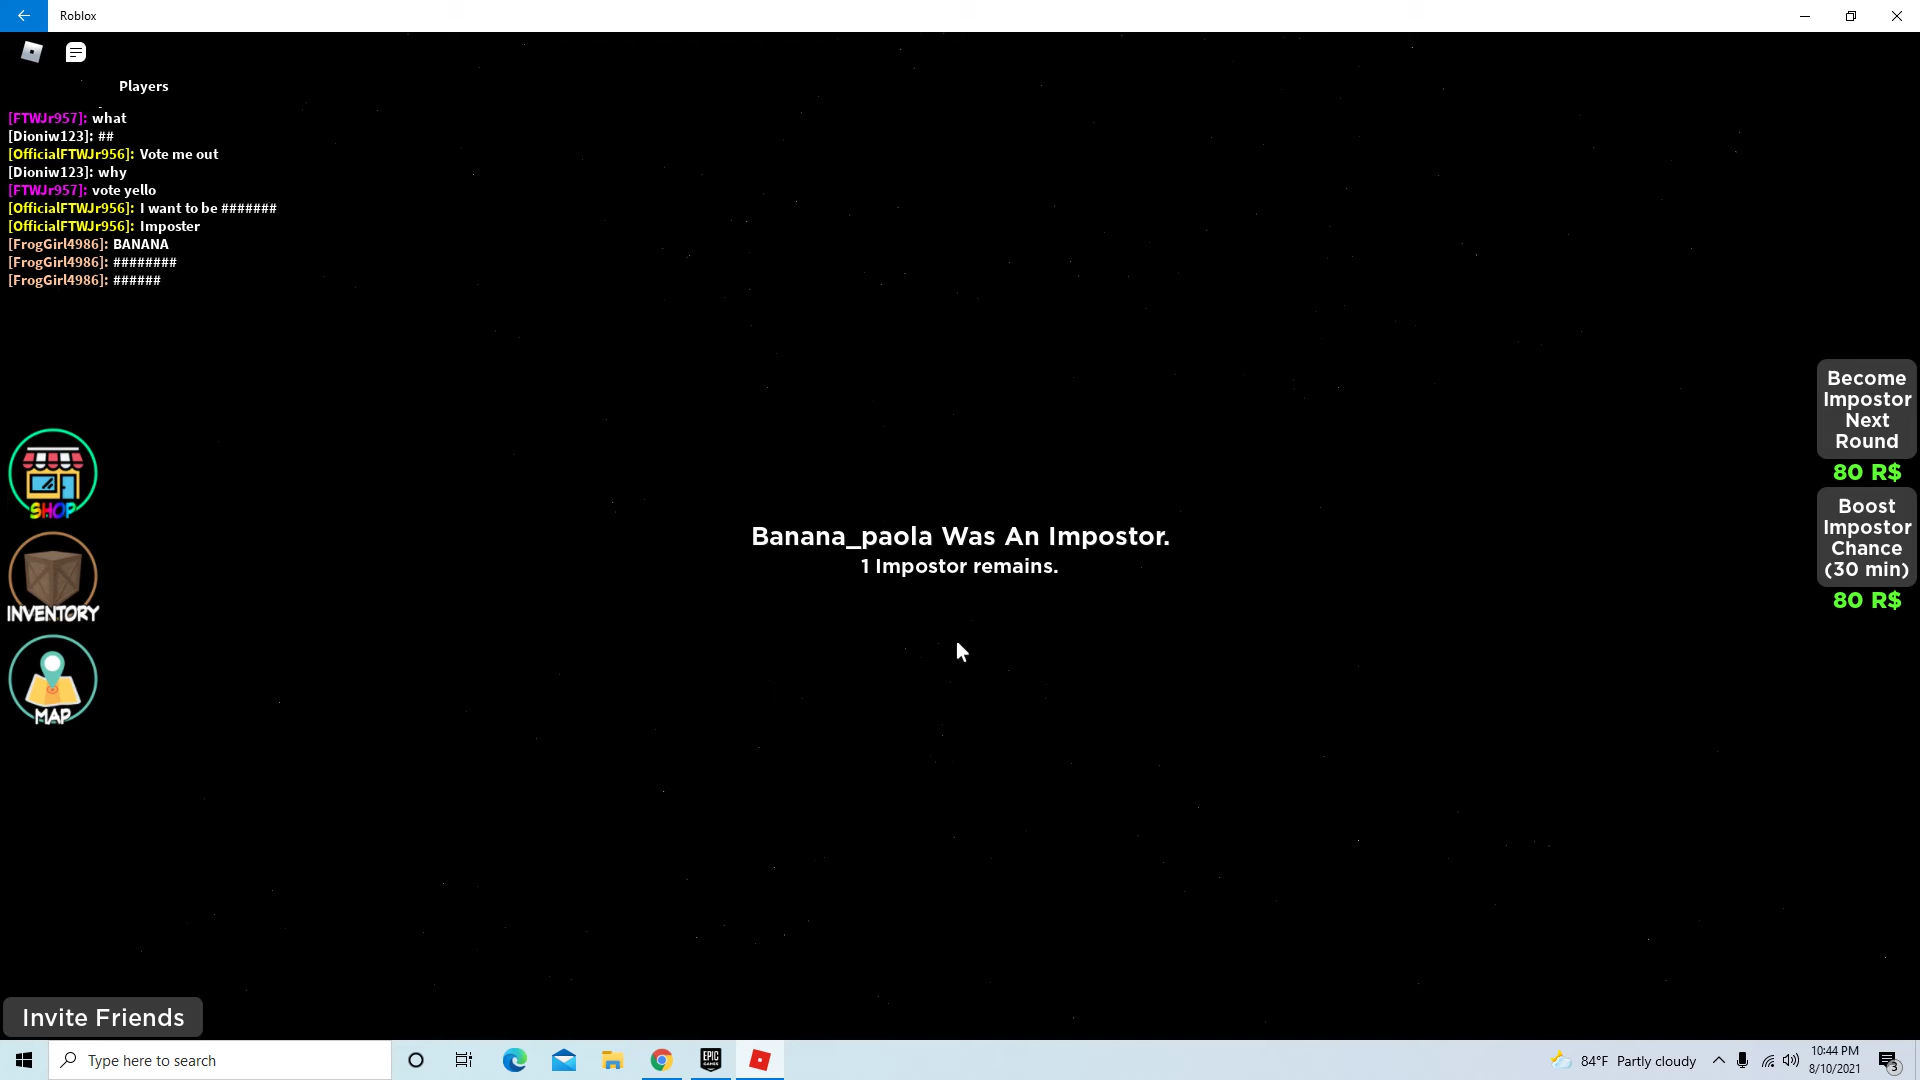 Roblox
Players
[FTWJr957]: what
[Dioniw123]: ##
[OfficialFTWJr956]: Vote me out
[Dioniw123]: why
[FTWJr957]: vote yello
[OfficialFTWJr956]: I want to be #######
[OfficialFTWJr956]: Imposter
[FrogGirl4986]: BANANA
[FrogGirl4986]: ########
[FrogGirl4986]: ######
Become
Impostor
Next
Round
80 R$
Boost
Impostor
Chance
(30 min)
80 R$
SHOP
INVENTORY
MAP
Banana_paola Was An Impostor.
1 Impostor remains.
Invite Friends
Type here to search
EPIC
GAMES
84°F Partly cloudy
10:44 PM
8/10/2021
3